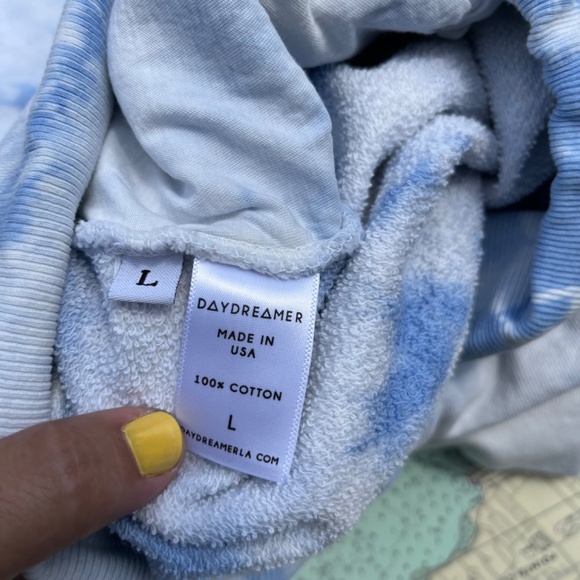 L
DAYDREAMER
MADE IN
USA
100% COTTON
L
DAYDREAMERLA.COM